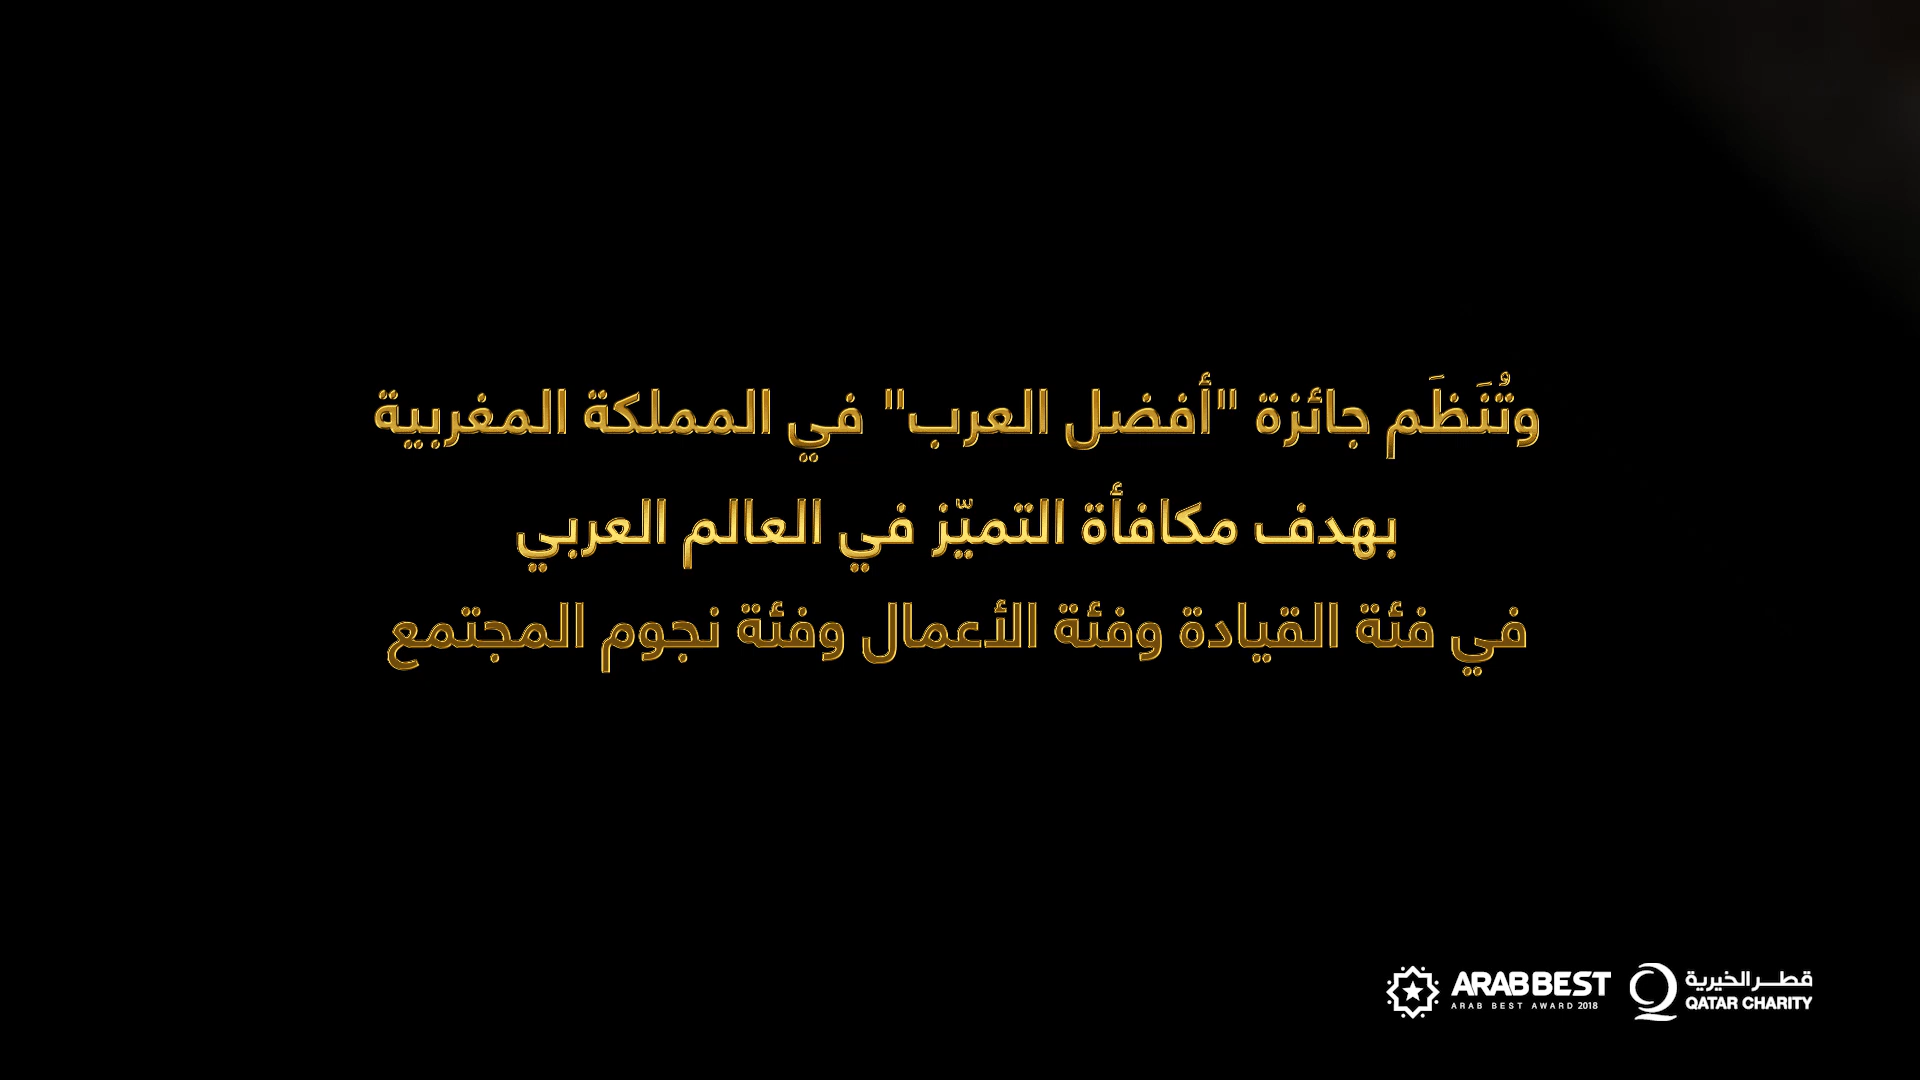 وتُنَظَم جائزة "أفضل العرب" في المملكة المغربية
بهدف مكافأة التميّز في العالم العربي
في فئة القيادة وفئة الأعمال وفئة نجوم المجتمع
ARABBEST
ARAB BEST AWARD 2018
قطر الخيرية
QATAR CHARITY